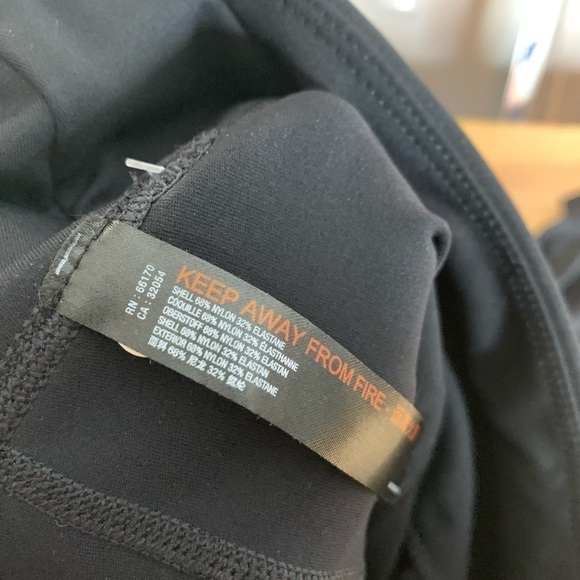 RN : 66170
CA : 32054
KEEP AWAY FROM FIRE -
SHELL 68% NYLON 32% ELASTANE
COQUILLE 68% NYLON 32% ÉLASTHANNE
OBERSTOFF 68% NYLON 32% ELASTAN
SHELL 68% NYLON 32% ELASTAN
EXTERIOR 68% NYLON 32% ELASTANE
面料 68% 尼龙 32% 氨纶